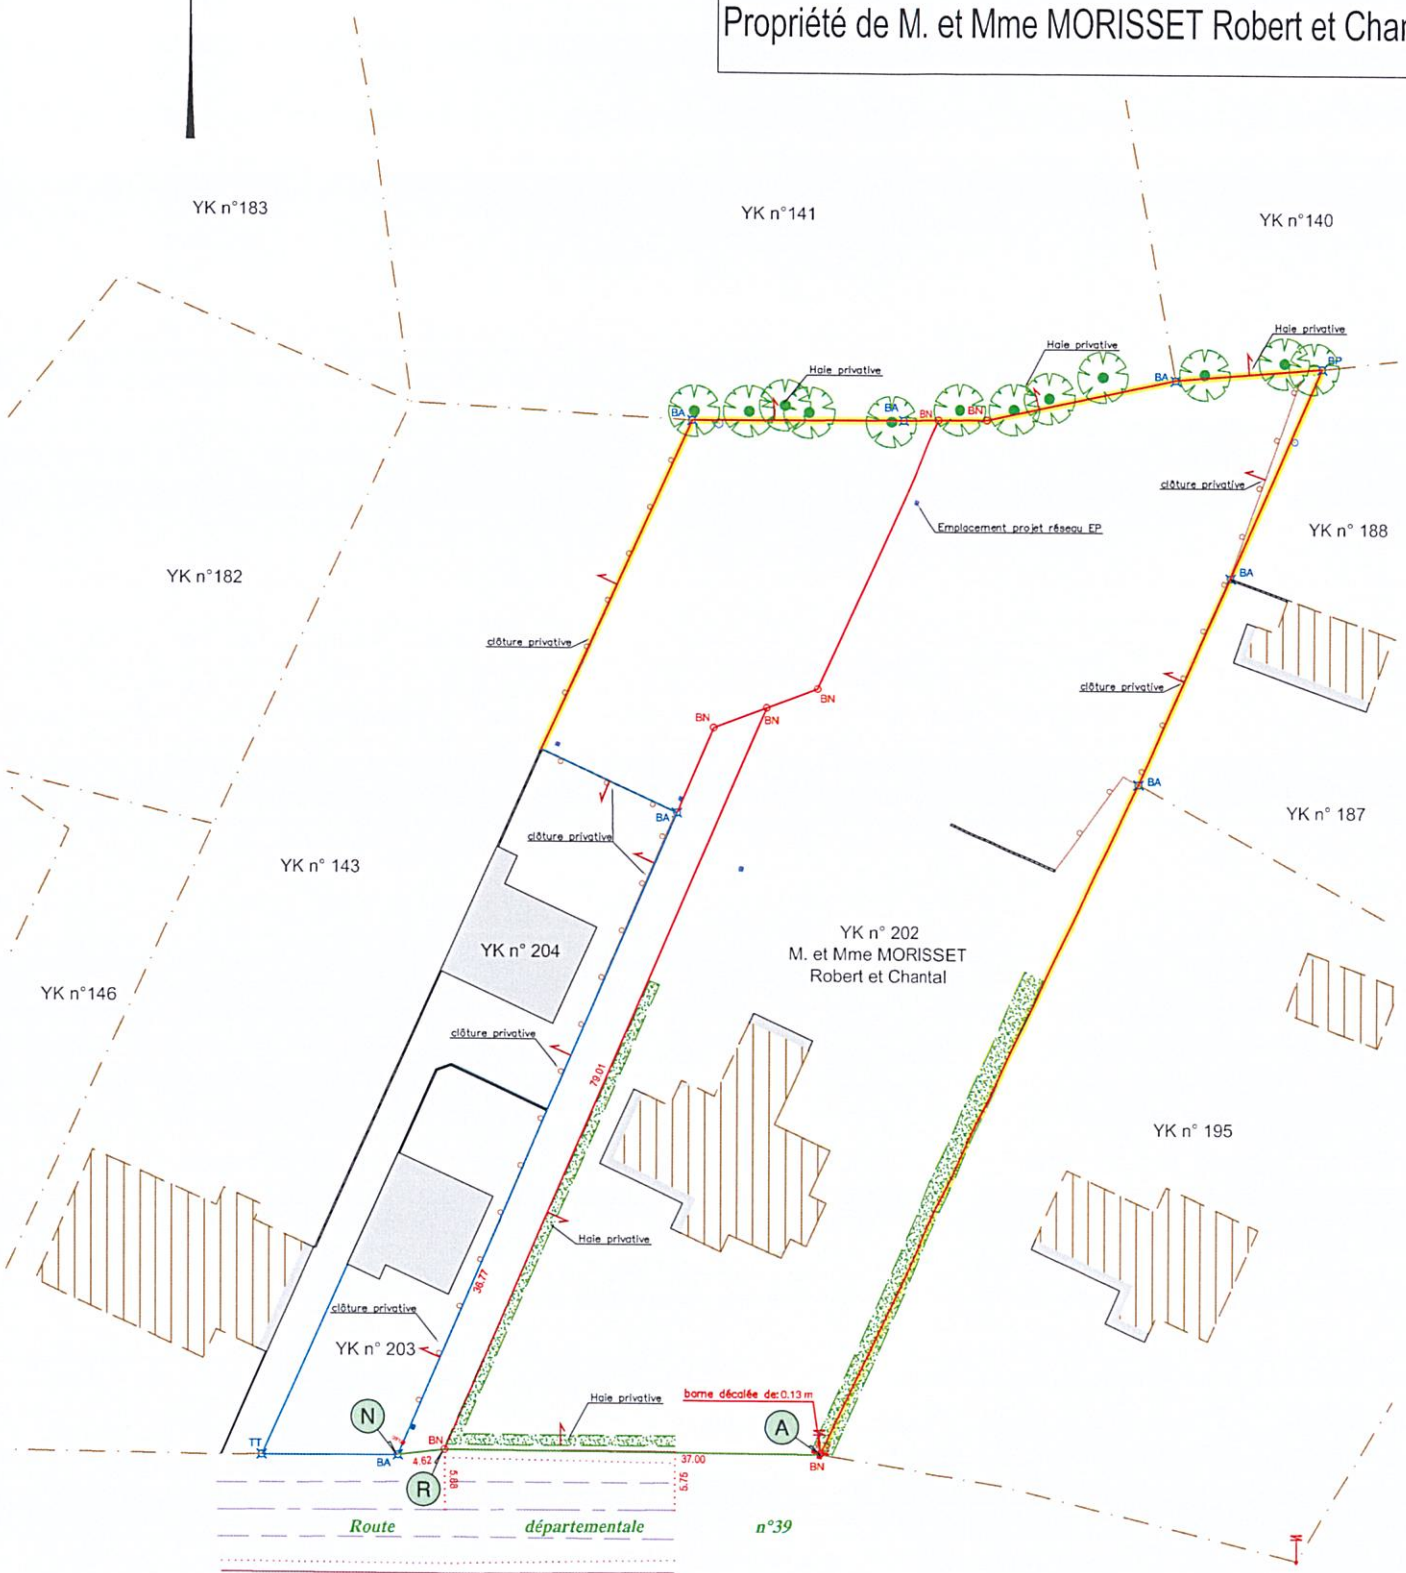 Propriété de M. et Mme MORISSET Robert et Chan
YK n°183
YK n°141
YK n°140
Haie privative
Haie privative
Haie privative
BP
BA
BA
BA
BN
BN
clôture privative
Emplacement projet réseau EP
YK n° 188
YK n°182
BA
clôture privative
clôture privative
BN
BN
BN
BA
BA
clôture privative
YK n° 187
YK n° 143
YK n° 202
M. et Mme MORISSET
Robert et Chantal
YK n° 204
YK n°146
clôture privative
79.01
YK n° 195
Haie privative
36.77
clôture privative
YK n° 203
Haie privative
borne décalée de:0.13 m
N
A
TT
BN
BA
4.62
37.00
BN
R
5.88
5.75
Route départementale n°39